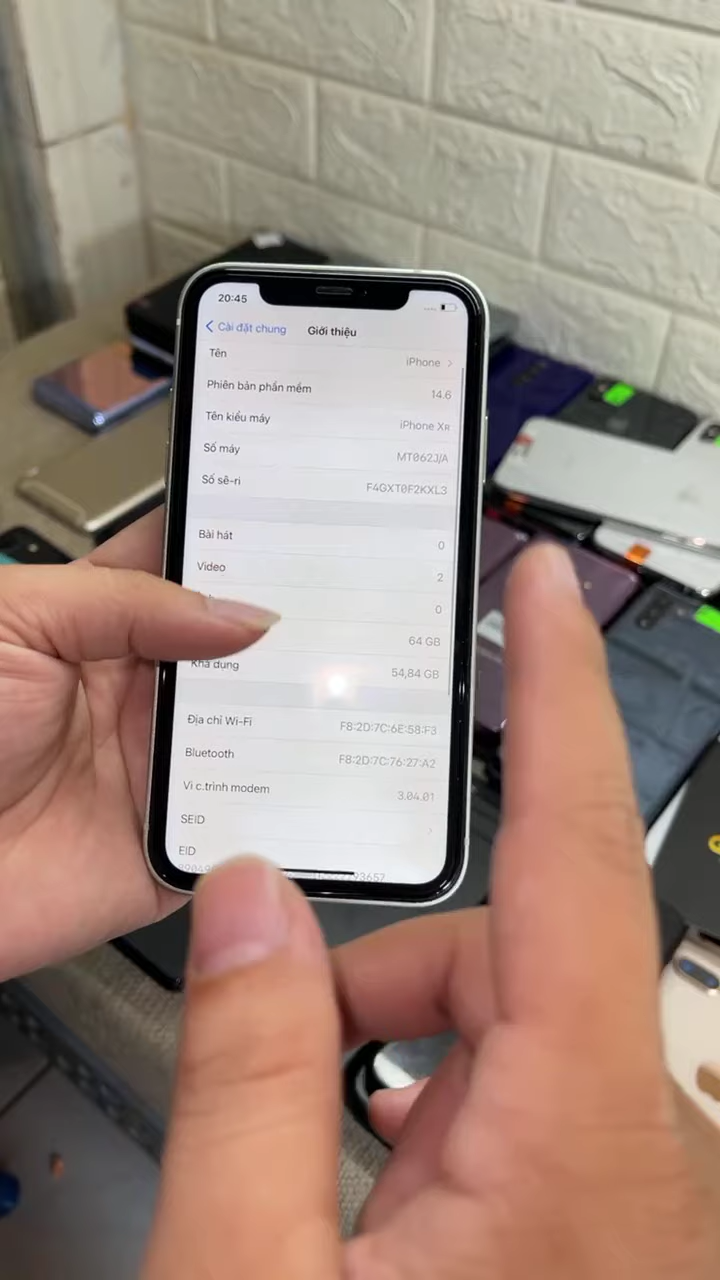 20:45
Cài đặt chung
Giới thiệu
Tên iPhone
Phiên bản phần mềm 14.6
Tên kiểu máy iPhone XR
Số máy MT062J/A
Số sê-ri F4GXT0F2KXL3
Bài hát 0
Video 2
0
64 GB
Khả dụng 54,84 GB
Địa chỉ Wi-Fi F8:2D:7C:6E:58:F3
Bluetooth F8:2D:7C:76:27:A2
Vi c.trình modem 3.04.01
SEID
EID